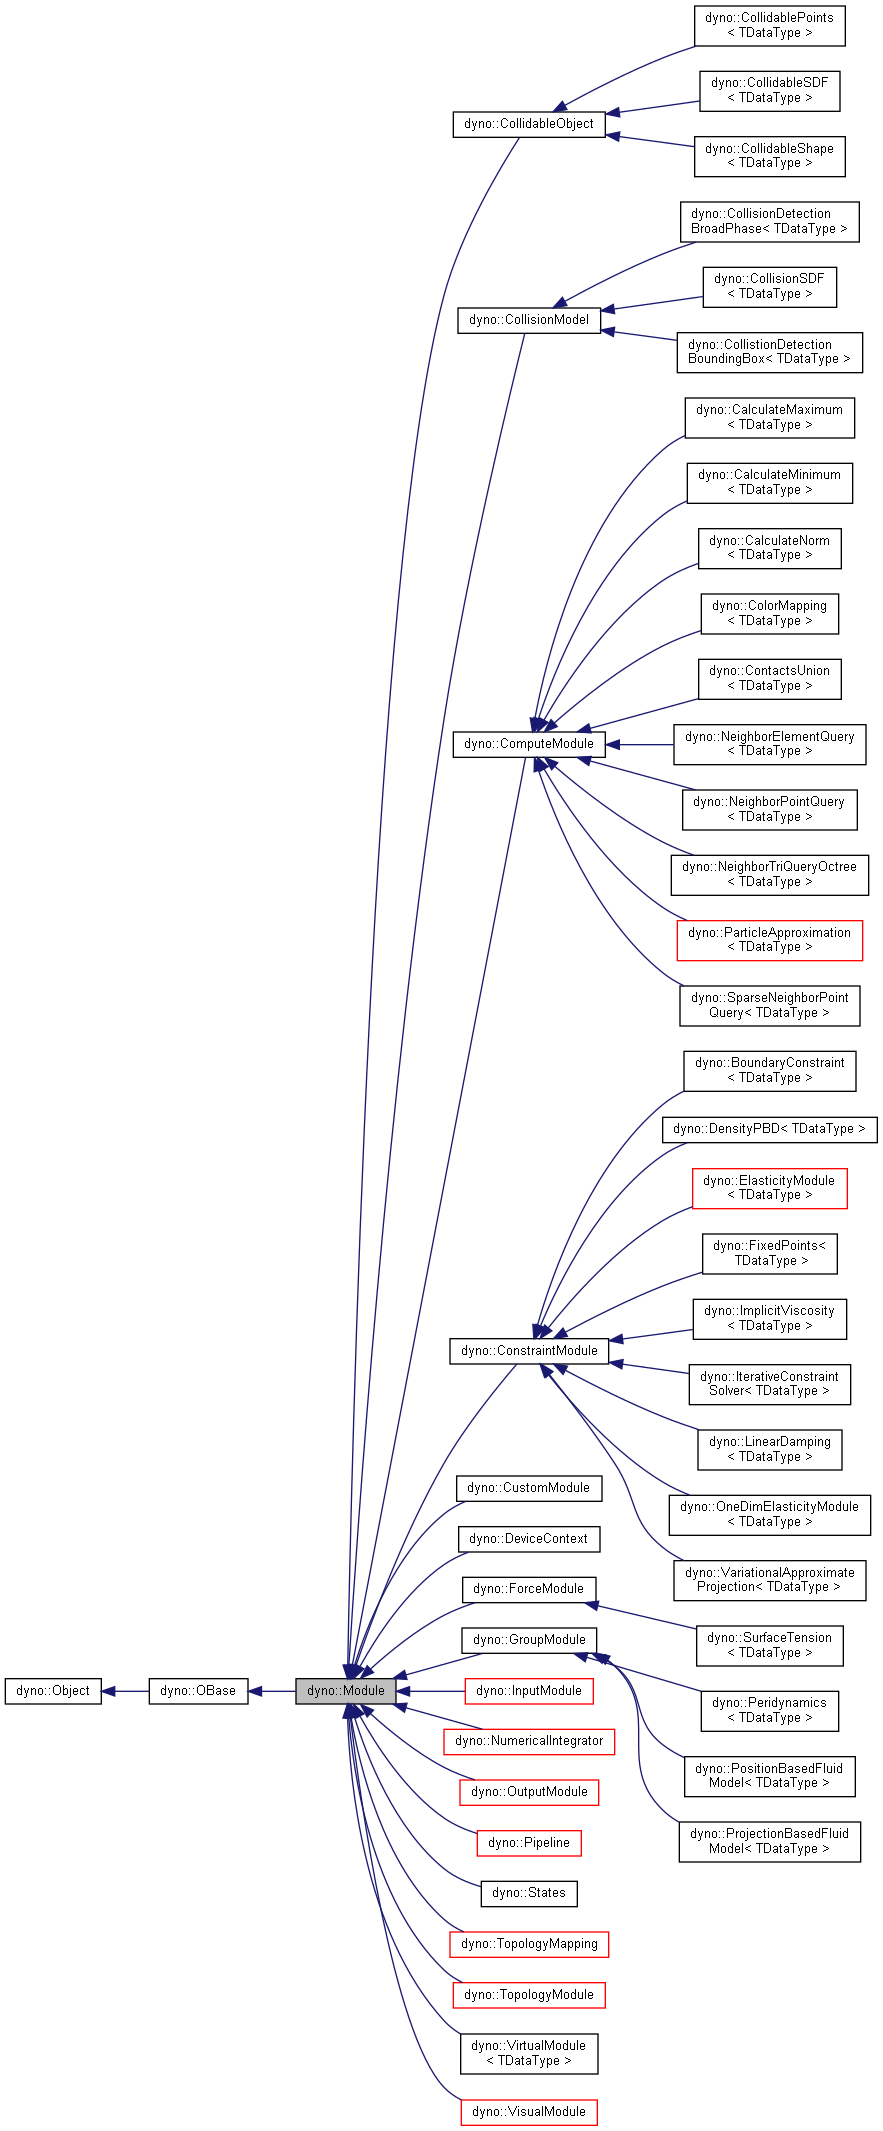 dyno::CollidablePoints
< TDataType >
dyno::CollidableSDF
< TDataType >
dyno::CollidableObject
dyno::CollidableShape
< TDataType >
dyno::CollisionDetection
BroadPhase< TDataType >
dyno::CollisionSDF
< TDataType >
dyno::CollisionModel
dyno::CollistionDetection
BoundingBox< TDataType >
dyno::CalculateMaximum
< TDataType >
dyno::CalculateMinimum
< TDataType >
dyno::CalculateNorm
< TDataType >
dyno::ColorMapping
< TDataType >
dyno::ContactsUnion
< TDataType >
dyno::ComputeModule
dyno::NeighborElementQuery
< TDataType >
dyno::NeighborPointQuery
< TDataType >
dyno::NeighborTriQueryOctree
< TDataType >
dyno::ParticleApproximation
< TDataType >
dyno::SparseNeighborPoint
Query< TDataType >
dyno::BoundaryConstraint
< TDataType >
dyno::DensityPBD< TDataType >
dyno::ElasticityModule
< TDataType >
dyno::FixedPoints<
TDataType >
dyno::ImplicitViscosity
< TDataType >
dyno::ConstraintModule
dyno::IterativeConstraint
Solver< TDataType >
dyno::LinearDamping
< TDataType >
dyno::CustomModule
dyno::OneDimElasticityModule
< TDataType >
dyno::DeviceContext
dyno::VariationalApproximate
Projection< TDataType >
dyno::ForceModule
dyno::SurfaceTension
< TDataType >
dyno::GroupModule
dyno::Object
dyno::OBase
dyno::Module
dyno::InputModule
dyno::Peridynamics
< TDataType >
dyno::NumericalIntegrator
dyno::PositionBasedFluid
Model< TDataType >
dyno::OutputModule
dyno::ProjectionBasedFluid
Model< TDataType >
dyno::Pipeline
dyno::States
dyno::TopologyMapping
dyno::TopologyModule
dyno::VirtualModule
< TDataType >
dyno::VisualModule